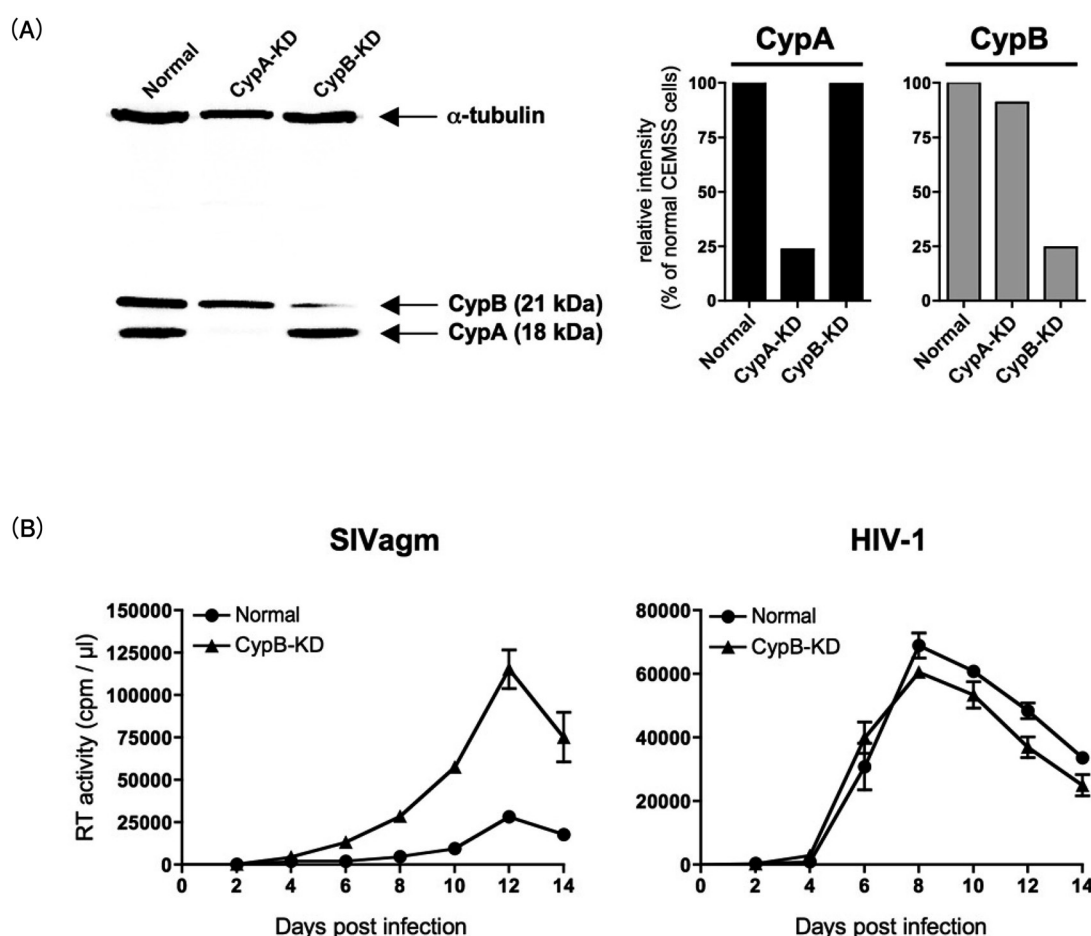 (A)
Normal
CypA-KD
CypB-KD
α-tubulin
CypB (21 kDa)
CypA (18 kDa)
CypA
CypB
relative intensity
(% of normal CEMSS cells)
100
75
50
25
0
Normal
CypA-KD
CypB-KD
100
75
50
25
0
Normal
CypA-KD
CypB-KD
(B)
SIVagm
HIV-1
RT activity (cpm / µl)
150000
125000
100000
75000
50000
25000
0
Normal
CypB-KD
0 2 4 6 8 10 12 14
Days post infection
80000
60000
40000
20000
0
Normal
CypB-KD
0 2 4 6 8 10 12 14
Days post infection